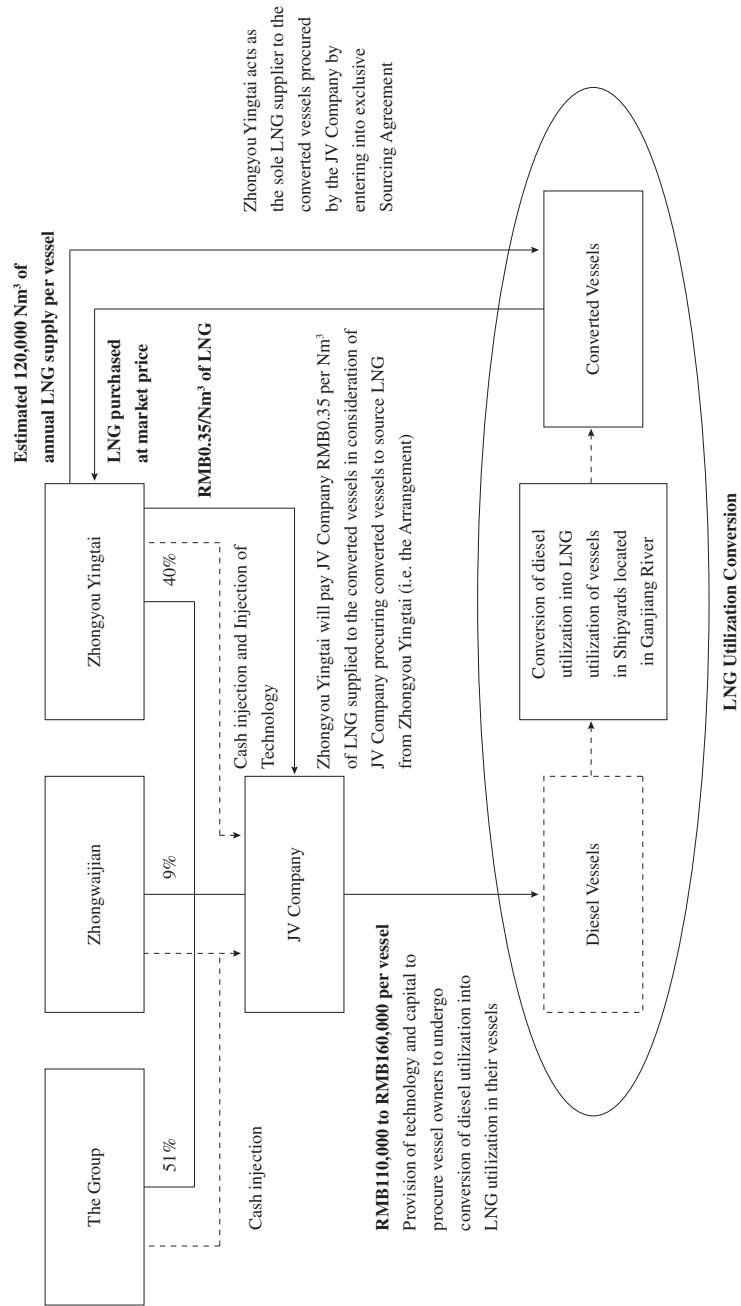 The Group
Zhongwaijian
Zhongyou Yingtai
Estimated 120,000 Nm³ of
annual LNG supply per vessel
LNG purchased
at market price
RMB0.35/Nm³ of LNG
51%
9%
40%
Cash injection
Cash injection and Injection of
Technology
Zhongyou Yingtai acts as
the sole LNG supplier to the
converted vessels procured
by the JV Company by
entering into exclusive
Sourcing Agreement
JV Company
Zhongyou Yingtai will pay JV Company RMB0.35 per Nm³
of LNG supplied to the converted vessels in consideration of
JV Company procuring converted vessels to source LNG
from Zhongyou Yingtai (i.e. the Arrangement)
RMB110,000 to RMB160,000 per vessel
Provision of technology and capital to
procure vessel owners to undergo
conversion of diesel utilization into
LNG utilization in their vessels
Diesel Vessels
Conversion of diesel
utilization into LNG
utilization of vessels
in Shipyards located
in Ganjiang River
Converted Vessels
LNG Utilization Conversion